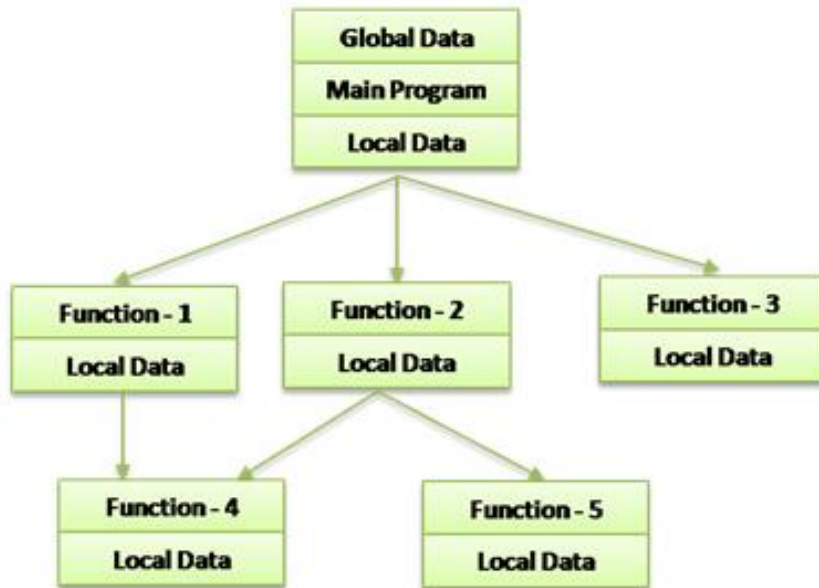 Global Data
Main Program
Local Data
Function - 1
Local Data
Function - 2
Local Data
Function - 3
Local Data
Function - 4
Local Data
Function - 5
Local Data